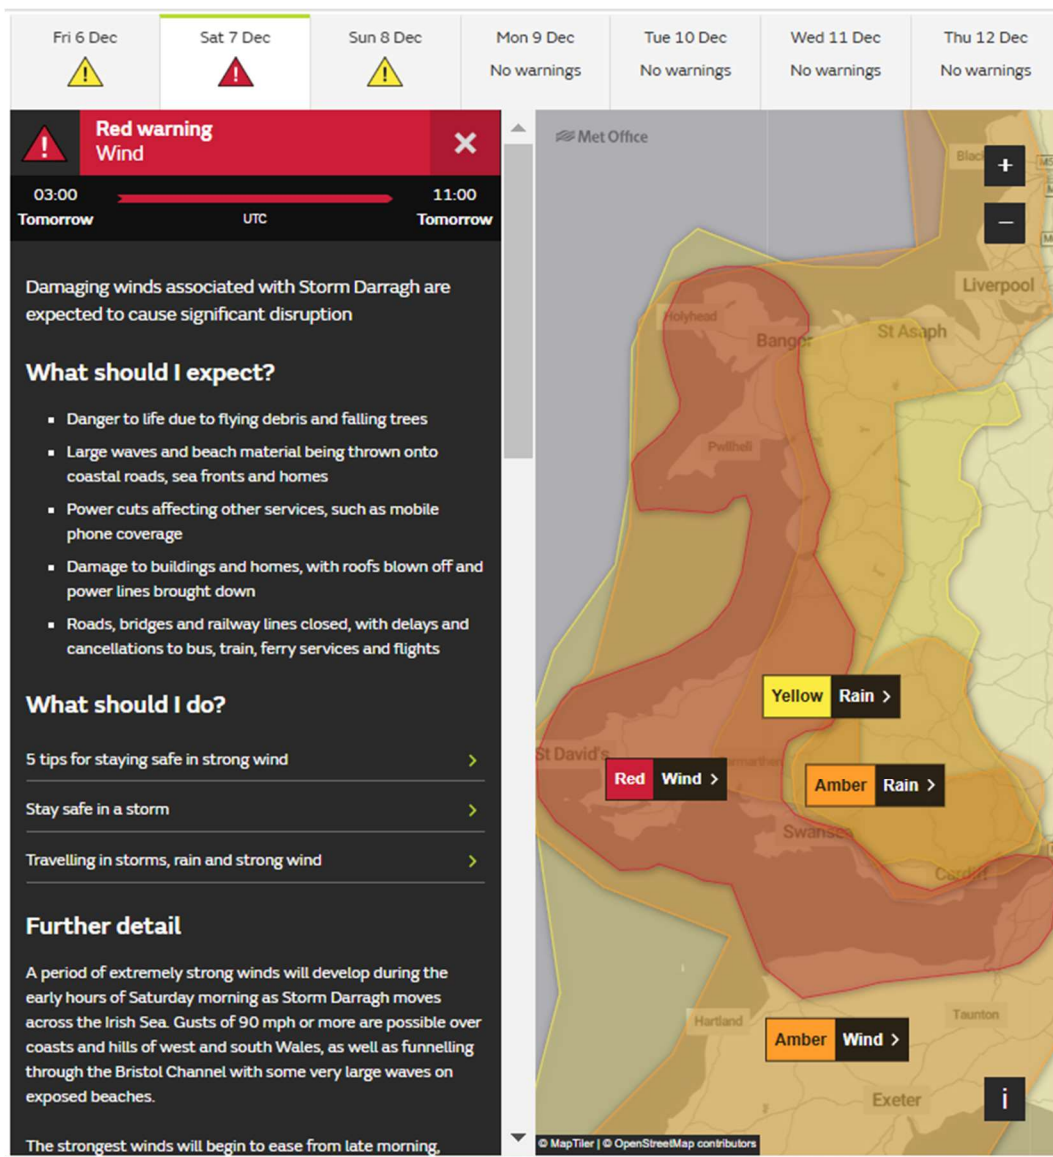 Fri 6 Dec
Sat 7 Dec
Sun 8 Dec
Mon 9 Dec
Tue 10 Dec
Wed 11 Dec
Thu 12 Dec
No warnings
No warnings
No warnings
No warnings
Red warning
Wind
03:00
11:00
Tomorrow
UTC
Tomorrow
Damaging winds associated with Storm Darragh are
expected to cause significant disruption
What should I expect?
Danger to life due to flying debris and falling trees
Large waves and beach material being thrown onto
coastal roads, sea fronts and homes
Power cuts affecting other services, such as mobile
phone coverage
Damage to buildings and homes, with roofs blown off and
power lines brought down
Roads, bridges and railway lines closed, with delays and
cancellations to bus, train, ferry services and flights
What should I do?
5 tips for staying safe in strong wind
Stay safe in a storm
Travelling in storms, rain and strong wind
Further detail
A period of extremely strong winds will develop during the
early hours of Saturday morning as Storm Darragh moves
across the Irish Sea. Gusts of 90 mph or more are possible over
coasts and hills of west and south Wales, as well as funnelling
through the Bristol Channel with some very large waves on
exposed beaches.
The strongest winds will begin to ease from late morning,
Met Office
Liverpool
Holyhead
St Asaph
Bangor
Pwllheli
Yellow Rain >
St David's
Red Wind >
Amber Rain >
Swansea
Cardiff
Hartland
Taunton
Amber Wind >
Exeter
i
© MapTiler | © OpenStreetMap contributors